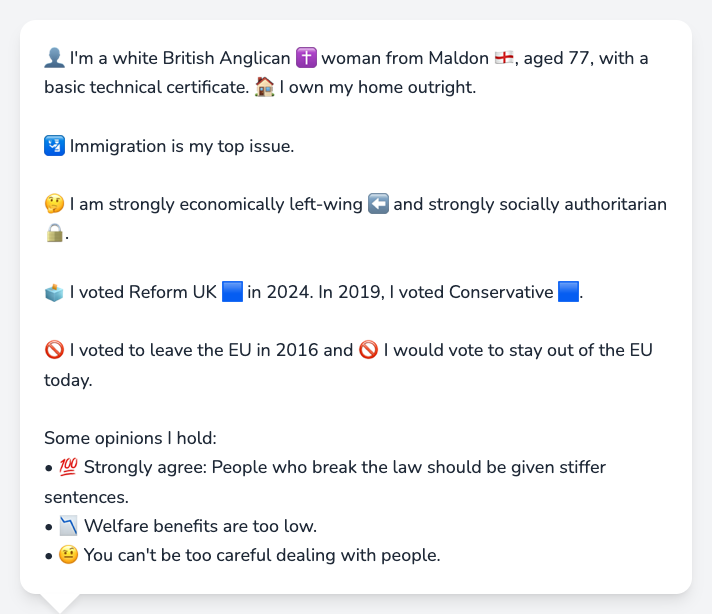 👤 I'm a white British Anglican ✝️ woman from Maldon 🏴󠁧󠁢󠁥󠁮󠁧󠁿, aged 77, with a
basic technical certificate. 🏠 I own my home outright.
🛂 Immigration is my top issue.
🤔 I am strongly economically left-wing ⬅️ and strongly socially authoritarian
🔒.
🗳️ I voted Reform UK 🟦 in 2024. In 2019, I voted Conservative 🟦.
🚫 I voted to leave the EU in 2016 and 🚫 I would vote to stay out of the EU
today.
Some opinions I hold:
• 💯 Strongly agree: People who break the law should be given stiffer
sentences.
• 📉 Welfare benefits are too low.
• 🤨 You can't be too careful dealing with people.